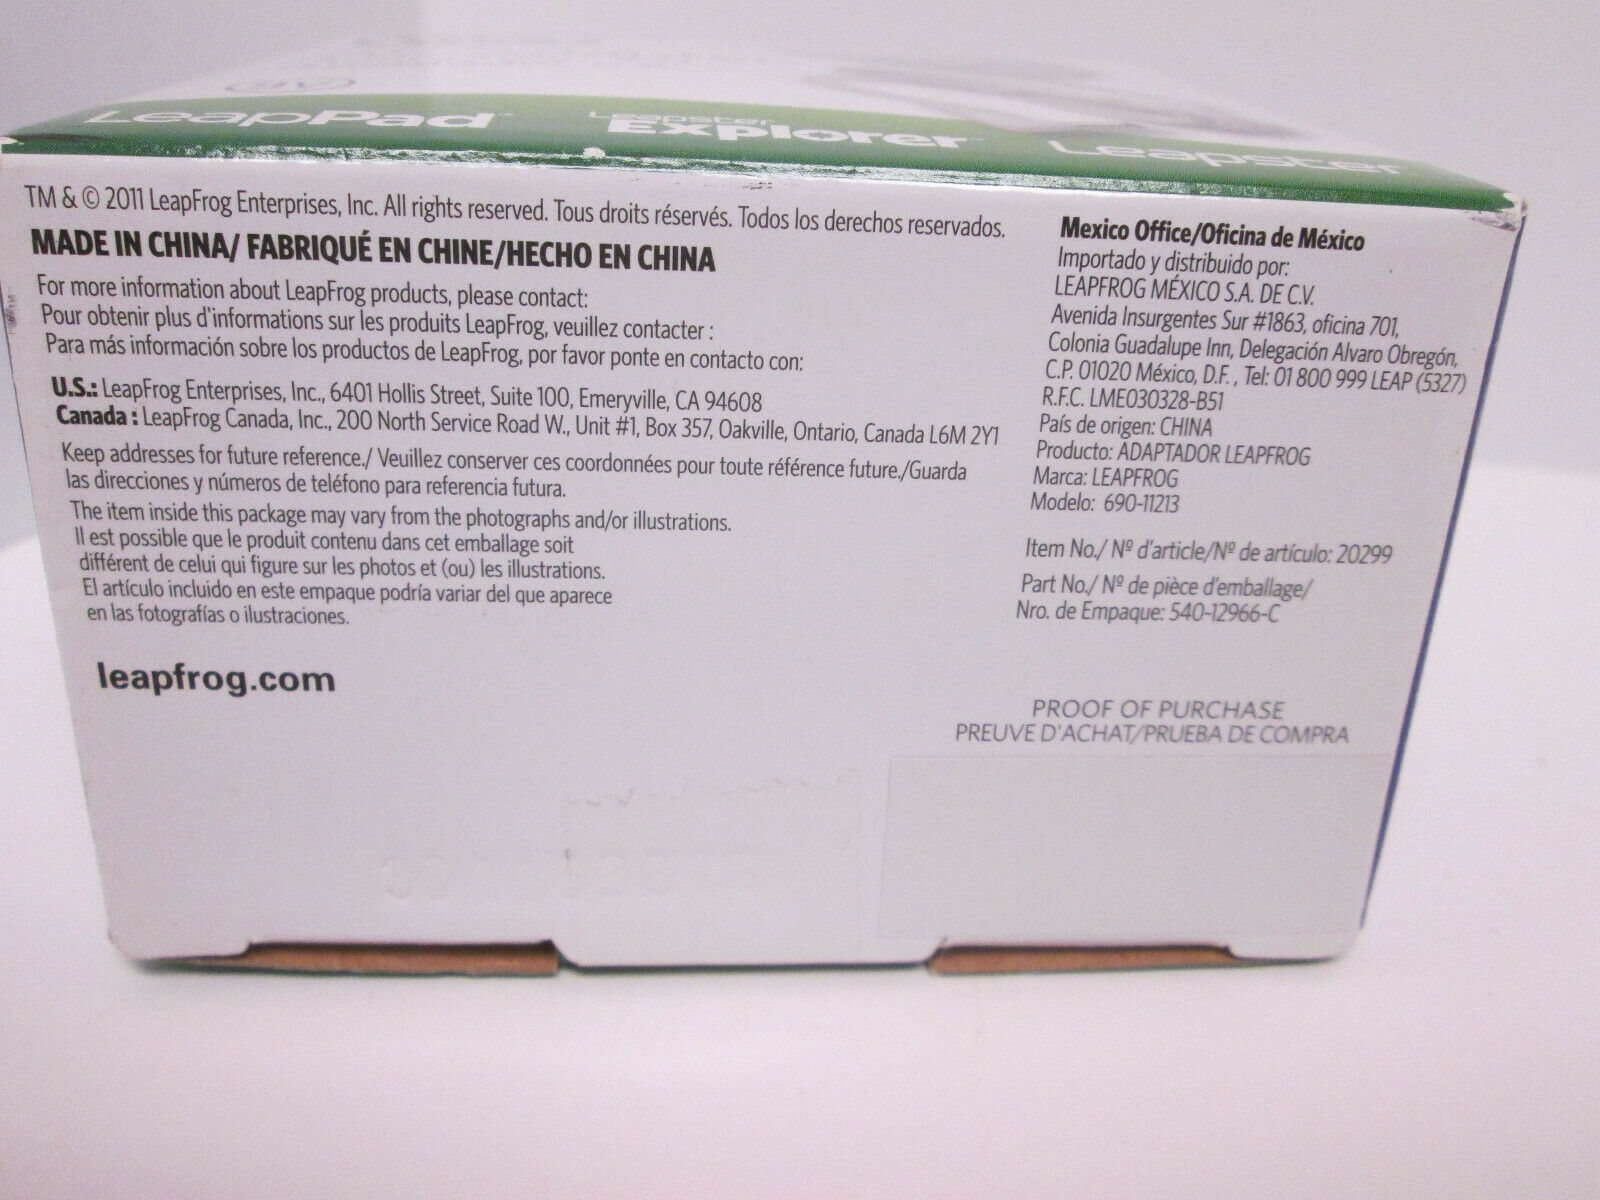 9V
LeapPad™
Leapster Explorer™
Leapster
TM & © 2011 LeapFrog Enterprises, Inc. All rights reserved. Tous droits réservés. Todos los derechos reservados.
MADE IN CHINA/ FABRIQUÉ EN CHINE/HECHO EN CHINA
For more information about LeapFrog products, please contact:
Pour obtenir plus d'informations sur les produits LeapFrog, veuillez contacter :
Para más información sobre los productos de LeapFrog, por favor ponte en contacto con:
U.S.: LeapFrog Enterprises, Inc., 6401 Hollis Street, Suite 100, Emeryville, CA 94608
Canada : LeapFrog Canada, Inc., 200 North Service Road W., Unit #1, Box 357, Oakville, Ontario, Canada L6M 2Y1
Keep addresses for future reference./ Veuillez conserver ces coordonnées pour toute référence future./Guarda
las direcciones y números de teléfono para referencia futura.
The item inside this package may vary from the photographs and/or illustrations.
Il est possible que le produit contenu dans cet emballage soit
différent de celui qui figure sur les photos et (ou) les illustrations.
El artículo incluido en este empaque podría variar del que aparece
en las fotografías o ilustraciones.
leapfrog.com
Mexico Office/Oficina de México
Importado y distribuido por:
LEAPFROG MÉXICO S.A. DE C.V.
Avenida Insurgentes Sur #1863, oficina 701,
Colonia Guadalupe Inn, Delegación Alvaro Obregón,
C.P. 01020 México, D.F. , Tel: 01 800 999 LEAP (5327)
R.F.C. LME030328-B51
País de origen: CHINA
Producto: ADAPTADOR LEAPFROG
Marca: LEAPFROG
Modelo: 690-11213
Item No./ Nº d'article/Nº de artículo: 20299
Part No./ Nº de pièce d'emballage/
Nro. de Empaque: 540-12966-C
PROOF OF PURCHASE
PREUVE D'ACHAT/PRUEBA DE COMPRA